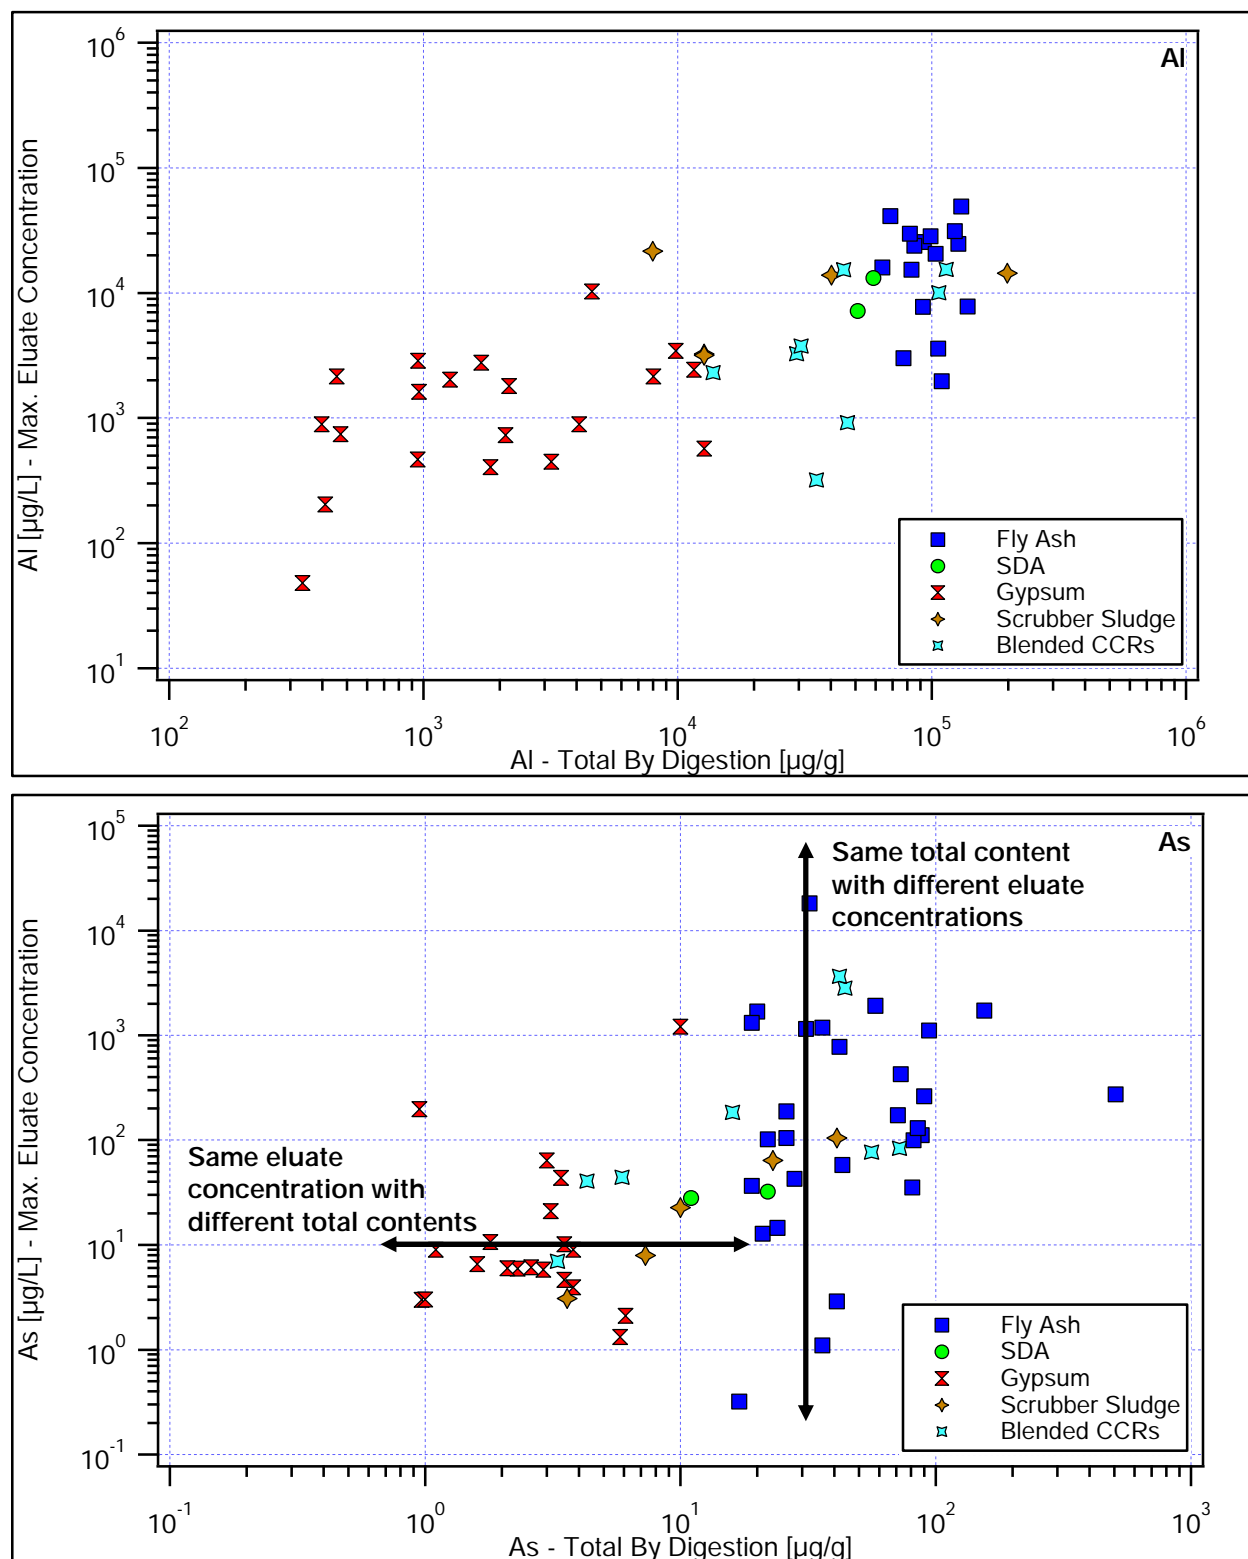 Al
10^6
10^5
10^4
10^3
10^2
10^1
Al [µg/L] - Max. Eluate Concentration
Fly Ash
SDA
Gypsum
Scrubber Sludge
Blended CCRs
10^2 10^3 10^4 10^5 10^6
Al - Total By Digestion [µg/g]
As
10^5
10^4
10^3
10^2
10^1
10^0
10^-1
As [µg/L] - Max. Eluate Concentration
Same total content
with different eluate
concentrations
Same eluate
concentration with
different total contents
Fly Ash
SDA
Gypsum
Scrubber Sludge
Blended CCRs
10^-1 10^0 10^1 10^2 10^3
As - Total By Digestion [µg/g]